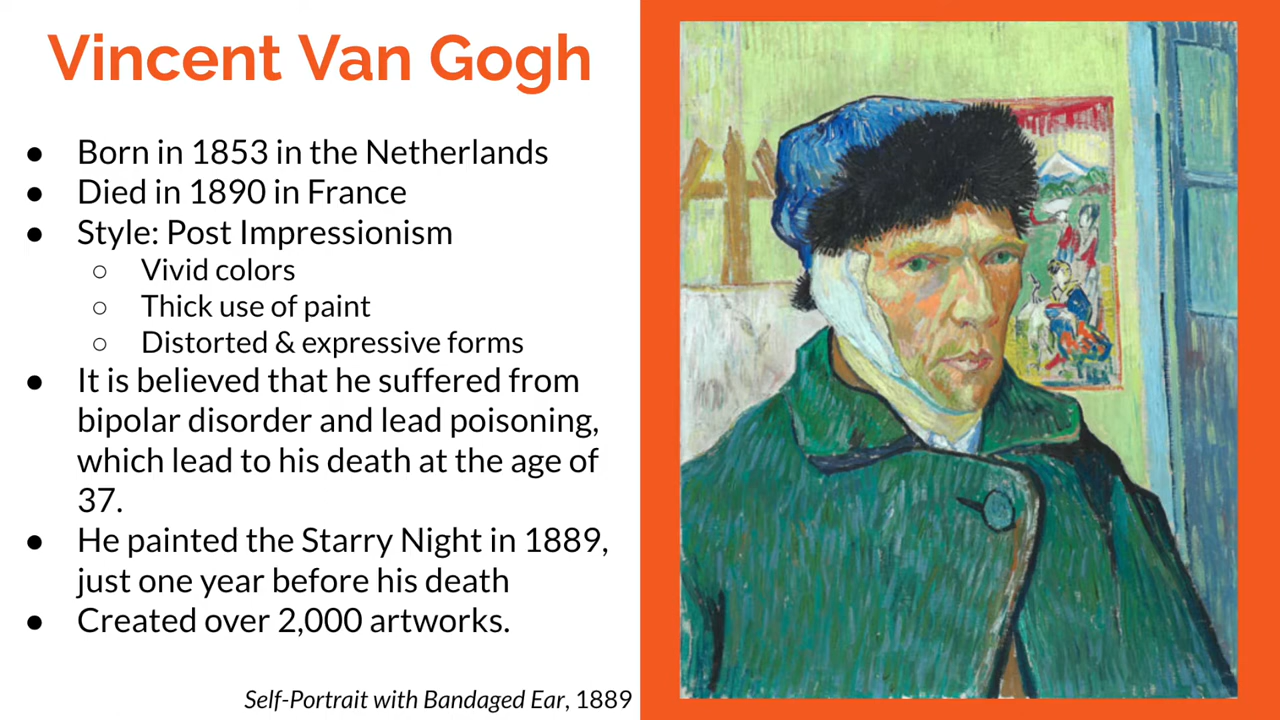 Vincent Van Gogh
● Born in 1853 in the Netherlands
● Died in 1890 in France
● Style: Post Impressionism
○ Vivid colors
○ Thick use of paint
○ Distorted & expressive forms
● It is believed that he suffered from
bipolar disorder and lead poisoning,
which lead to his death at the age of
37.
● He painted the Starry Night in 1889,
just one year before his death
● Created over 2,000 artworks.
Self-Portrait with Bandaged Ear, 1889